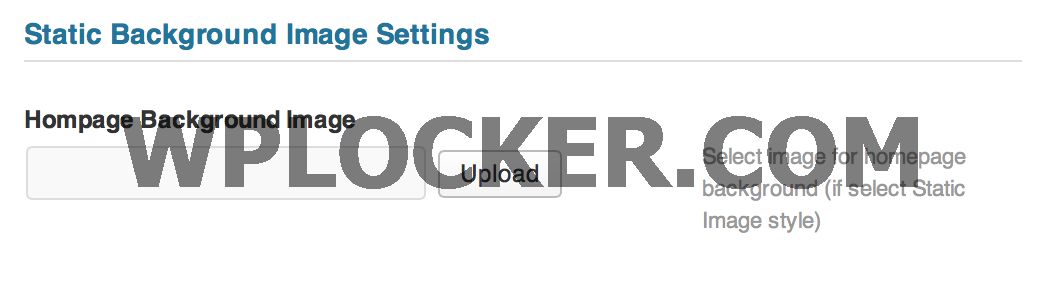 Static Background Image Settings
Hompage Background Image
WPLOCKER.COM
Upload
Select image for homepage
background (if select Static
Image style)